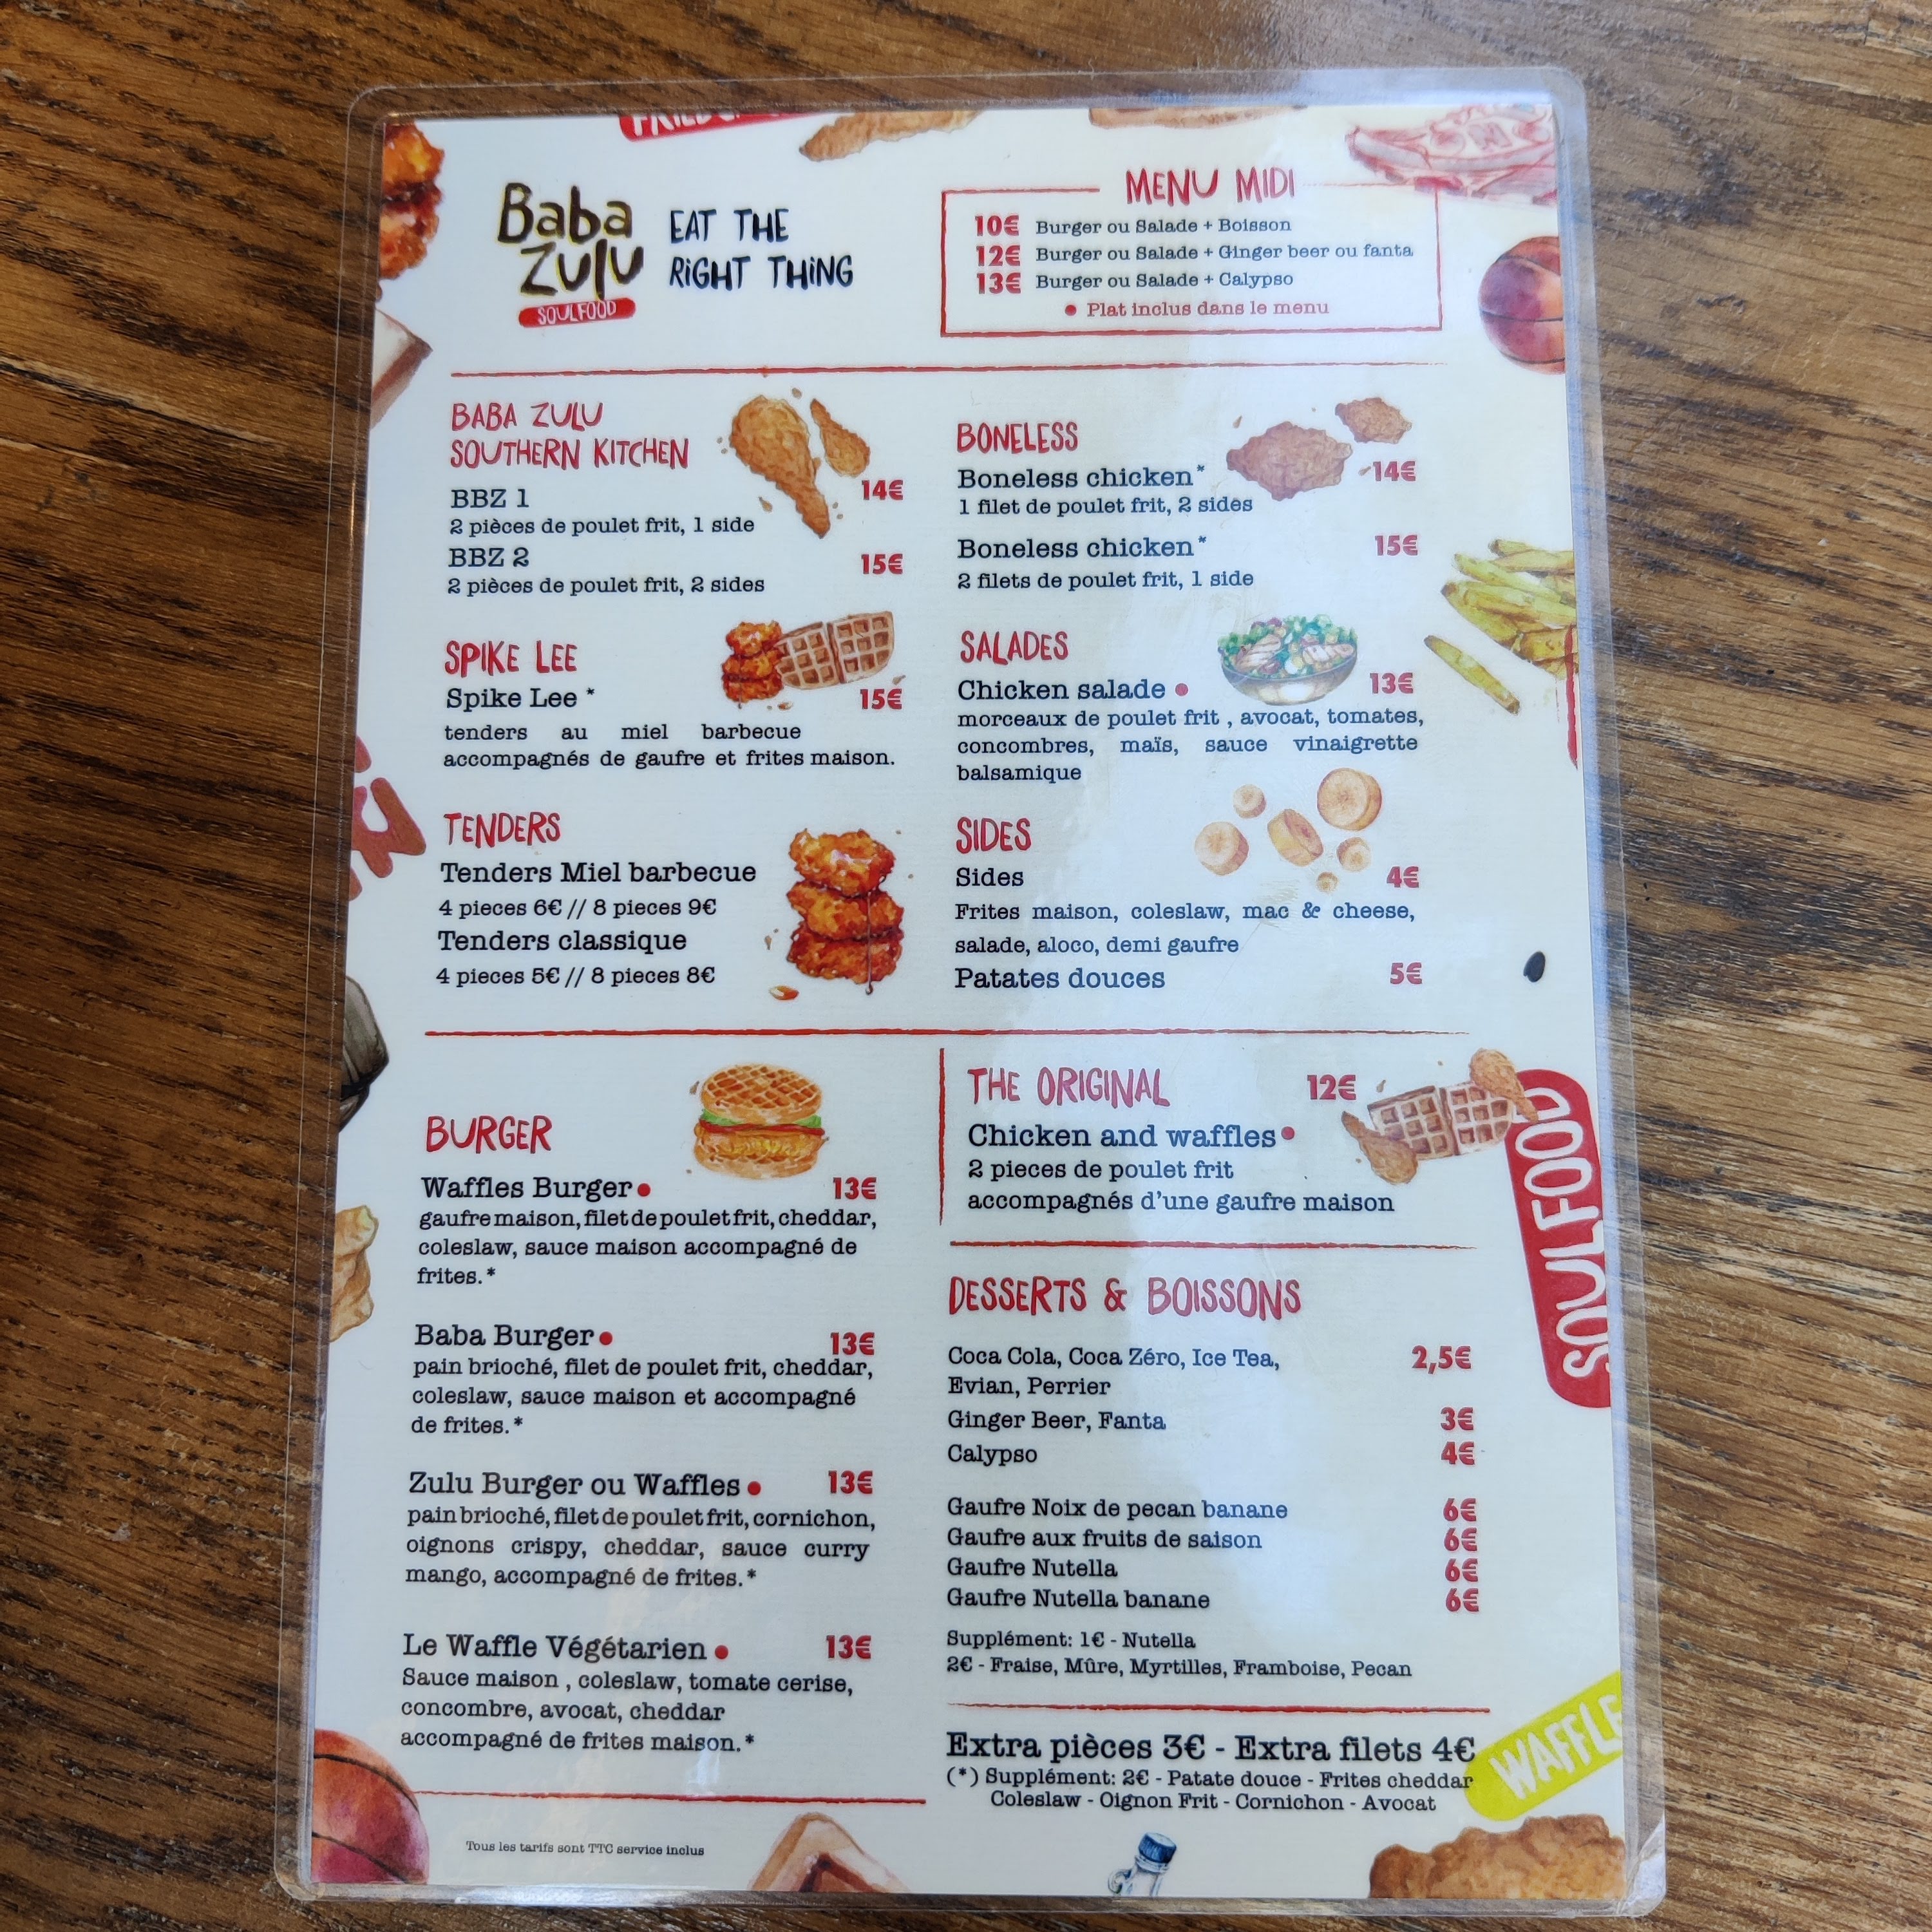 Baba
Zulu
SOULFOOD
EAT THE
RIGHT THING
MENU MIDI
10€ Burger ou Salade + Boisson
12€ Burger ou Salade + Ginger beer ou fanta
13€ Burger ou Salade + Calypso
• Plat inclus dans le menu
BABA ZULU
SOUTHERN KITCHEN
BBZ 1 14€
2 pièces de poulet frit, 1 side
BBZ 2 15€
2 pièces de poulet frit, 2 sides
SPIKE LEE
Spike Lee * 15€
tenders au miel barbecue
accompagnés de gaufre et frites maison.
TENDERS
Tenders Miel barbecue
4 pieces 6€ // 8 pieces 9€
Tenders classique
4 pieces 5€ // 8 pieces 8€
BONELESS
Boneless chicken* 14€
1 filet de poulet frit, 2 sides
Boneless chicken* 15€
2 filets de poulet frit, 1 side
SALADES
Chicken salade • 13€
morceaux de poulet frit , avocat, tomates,
concombres, maïs, sauce vinaigrette
balsamique
SIDES
Sides 4€
Frites maison, coleslaw, mac & cheese,
salade, aloco, demi gaufre
Patates douces 5€
BURGER
Waffles Burger • 13€
gaufre maison, filet de poulet frit, cheddar,
coleslaw, sauce maison accompagné de
frites.*
Baba Burger • 13€
pain brioché, filet de poulet frit, cheddar,
coleslaw, sauce maison et accompagné
de frites.*
Zulu Burger ou Waffles • 13€
pain brioché, filet de poulet frit, cornichon,
oignons crispy, cheddar, sauce curry
mango, accompagné de frites.*
Le Waffle Végétarien • 13€
Sauce maison , coleslaw, tomate cerise,
concombre, avocat, cheddar
accompagné de frites maison.*
THE ORIGINAL 12€
Chicken and waffles •
2 pieces de poulet frit
accompagnés d'une gaufre maison
SOULFOOD
DESSERTS & BOISSONS
Coca Cola, Coca Zéro, Ice Tea, 2,5€
Evian, Perrier
Ginger Beer, Fanta 3€
Calypso 4€
Gaufre Noix de pecan banane 6€
Gaufre aux fruits de saison 6€
Gaufre Nutella 6€
Gaufre Nutella banane 6€
Supplément: 1€ - Nutella
2€ - Fraise, Mûre, Myrtilles, Framboise, Pecan
Extra pièces 3€ - Extra filets 4€
(*) Supplément: 2€ - Patate douce - Frites cheddar
Coleslaw - Oignon Frit - Cornichon - Avocat
WAFFLE
Tous les tarifs sont TTC service inclus